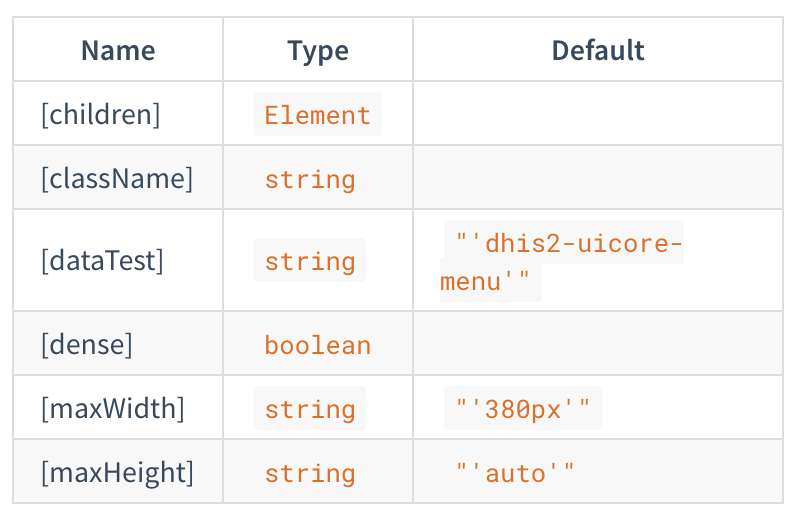 Name Type Default
[children] Element
[className] string
[dataTest] string "'dhis2-uicore-
menu'"
[dense] boolean
[maxWidth] string "'380px'"
[maxHeight] string "'auto'"